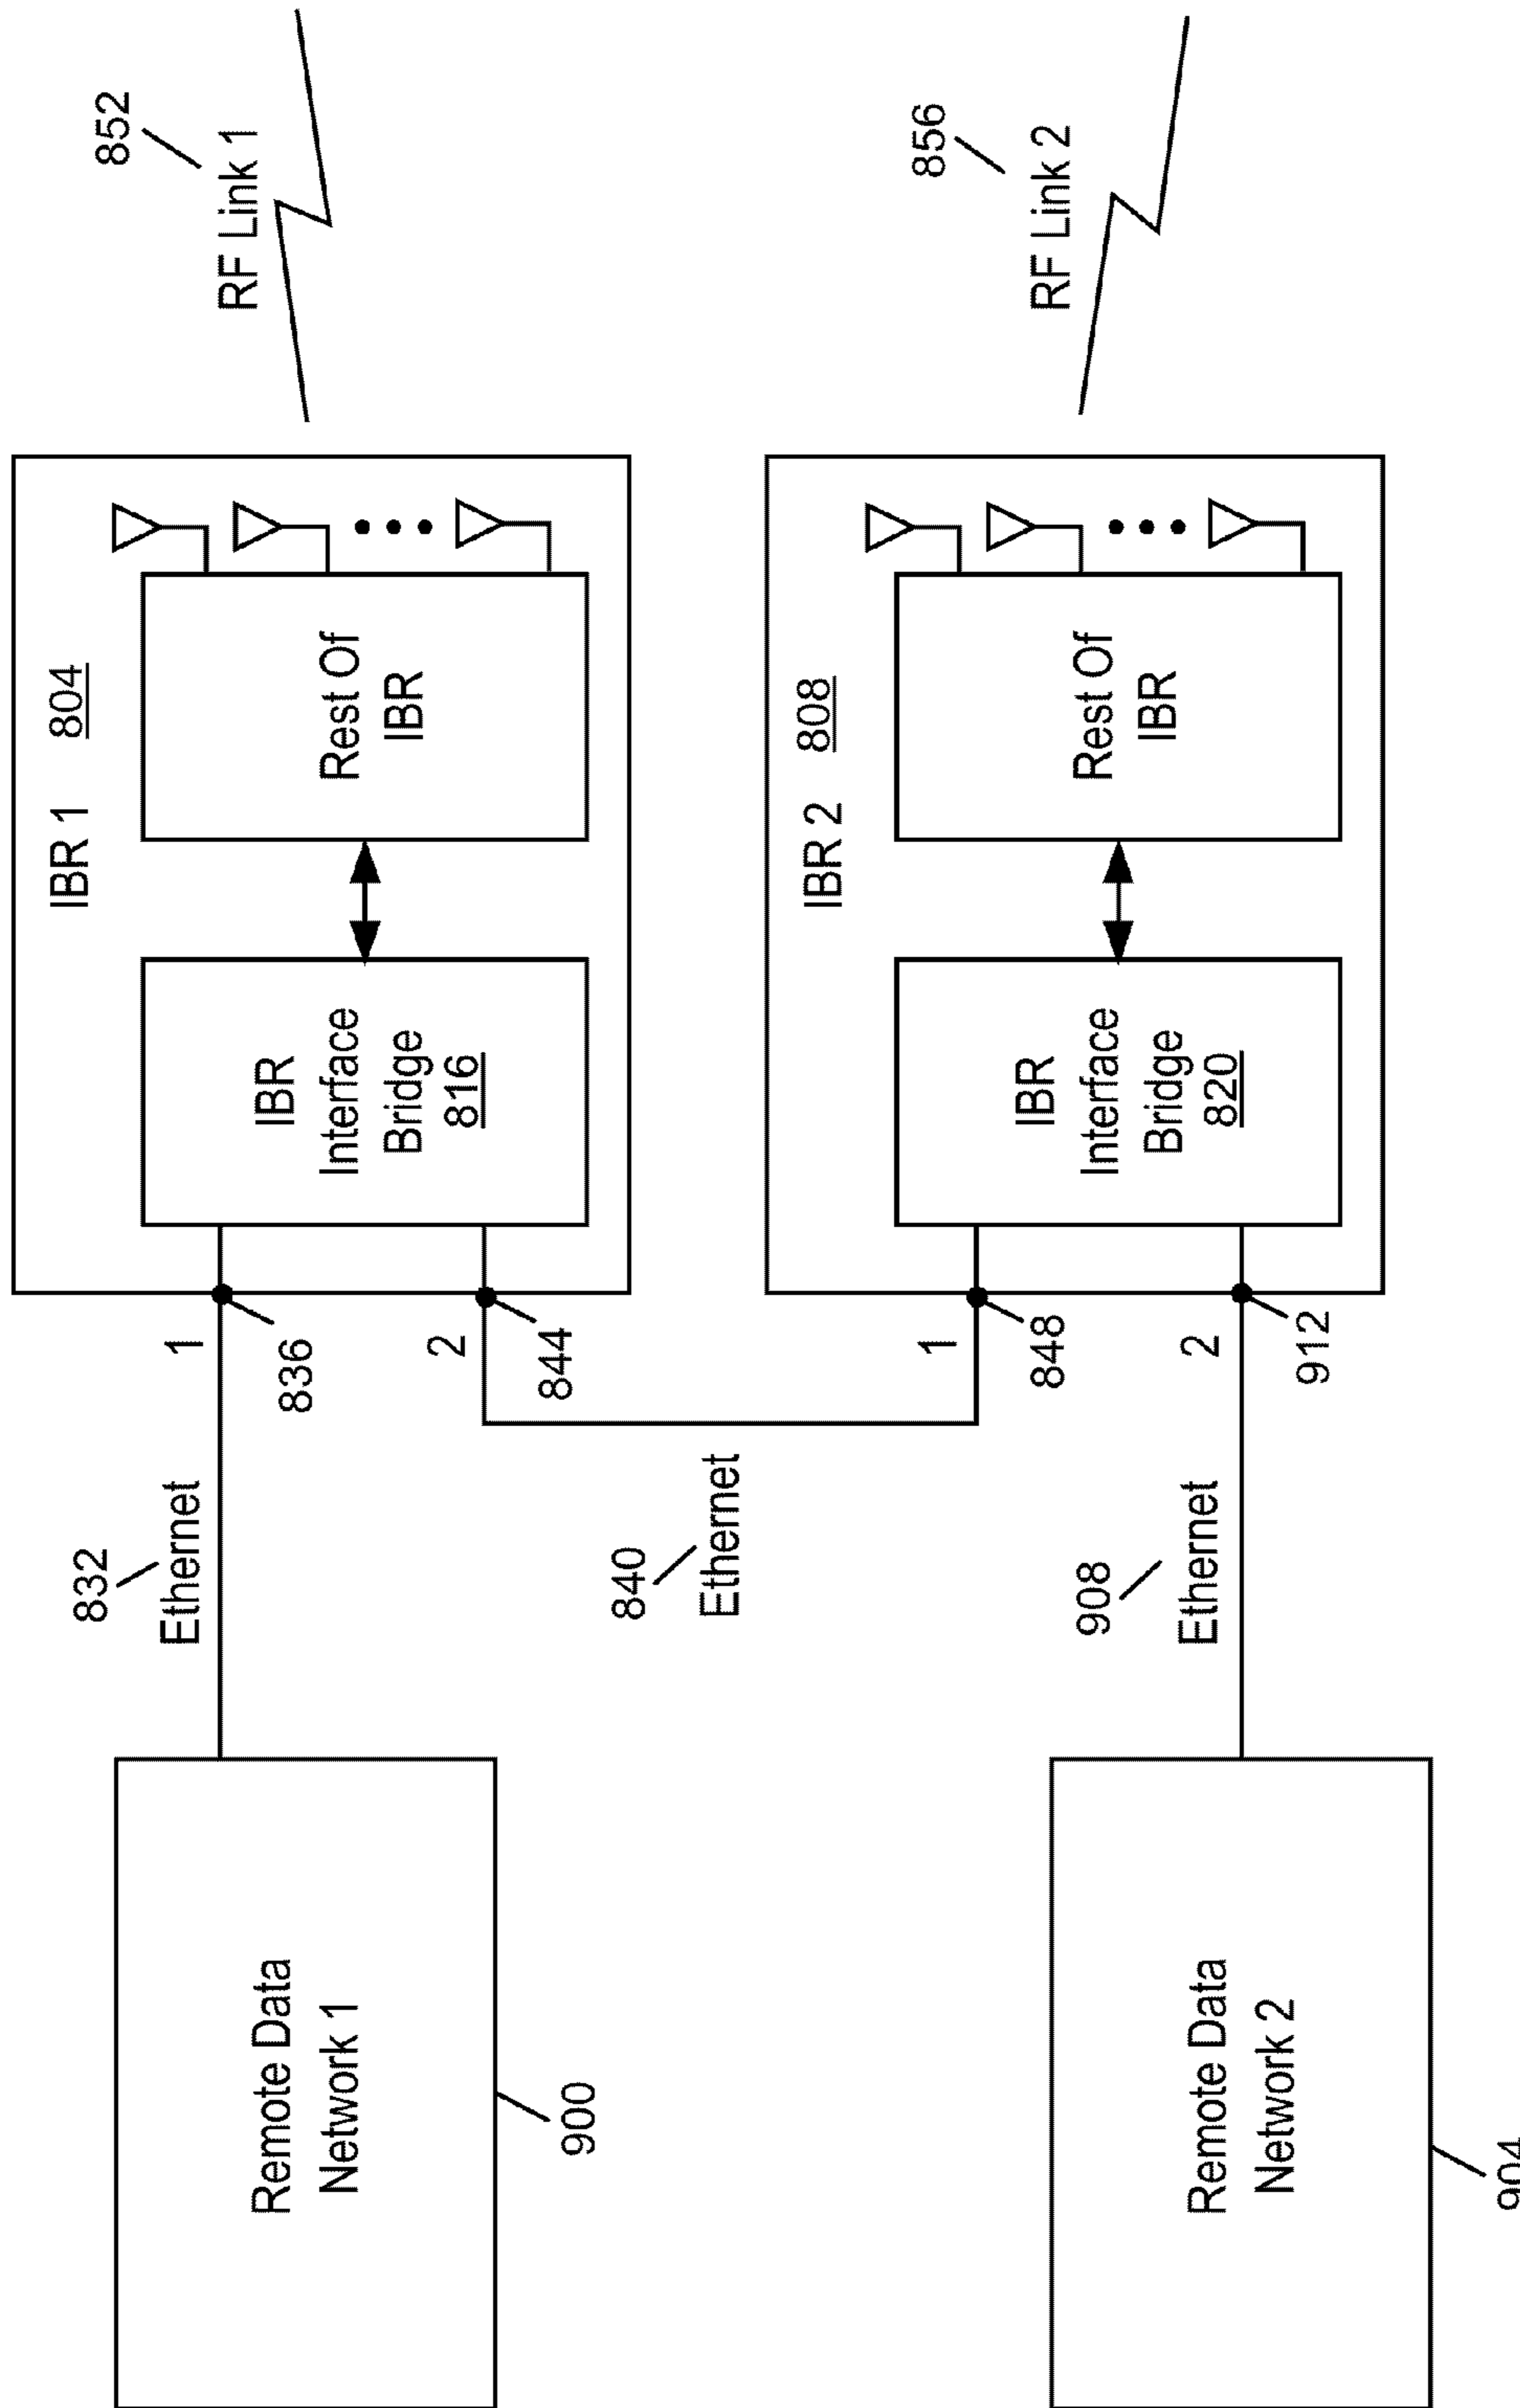 852
RF Link 1
856
RF Link 2
IBR 1 804
Rest Of
IBR
IBR
Interface
Bridge
816
IBR 2 808
Rest Of
IBR
IBR
Interface
Bridge
820
1
836
2
844
1
848
2
912
832
Ethernet
840
Ethernet
908
Ethernet
Remote Data
Network 1
900
Remote Data
Network 2
904